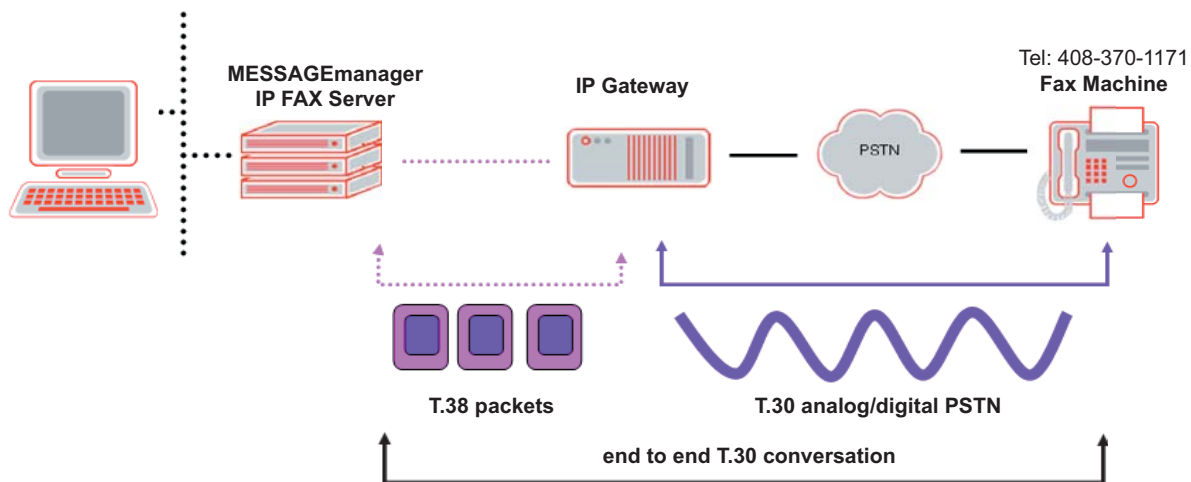 MESSAGEmanager
IP FAX Server
IP Gateway
PSTN
Tel: 408-370-1171
Fax Machine
T.38 packets
T.30 analog/digital PSTN
end to end T.30 conversation